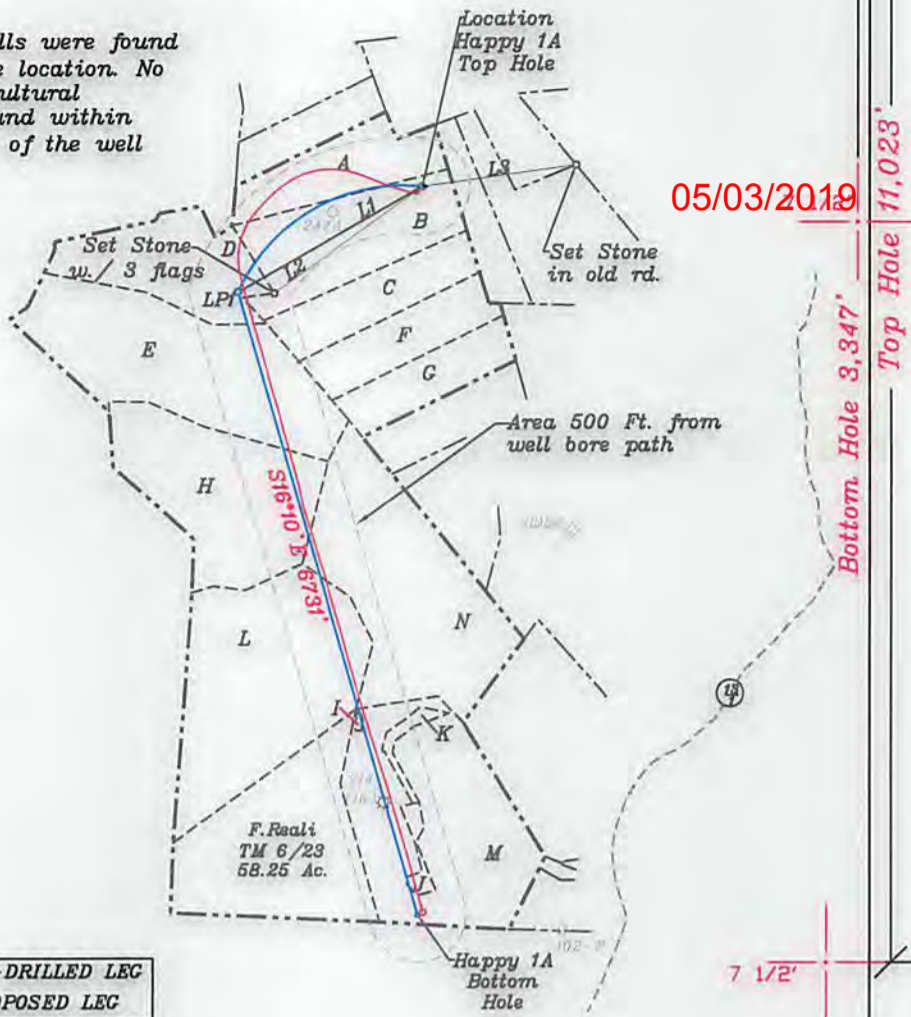 lls were found
e location. No
ultural
und within
of the well
Location
Happy 1A
Top Hole
05/03/2019
Top Hole 11,023'
Bottom Hole 3,347'
A
L3
L1
B
D
Set Stone
w./ 3 flags
L2
Set Stone
in old rd.
LP
C
E
F
G
Area 500 Ft. from
well bore path
H
S16°10' E 6731'
N
L
I
K
F.Reali
TM 6/23
58.25 Ac.
M
J
Happy 1A
Bottom
Hole
7 1/2'
-DRILLED LEG
OPOSED LEG